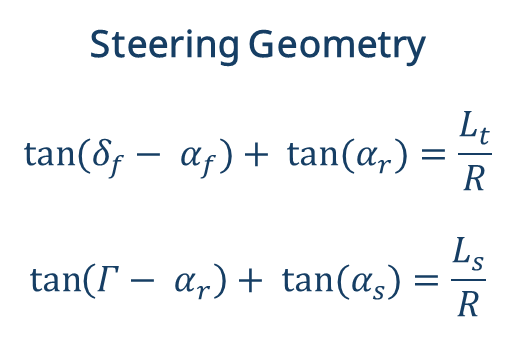 Steering Geometry
tan(δ_f − α_f) + tan(α_r) = L_t/R
tan(Γ − α_r) + tan(α_s) = L_s/R